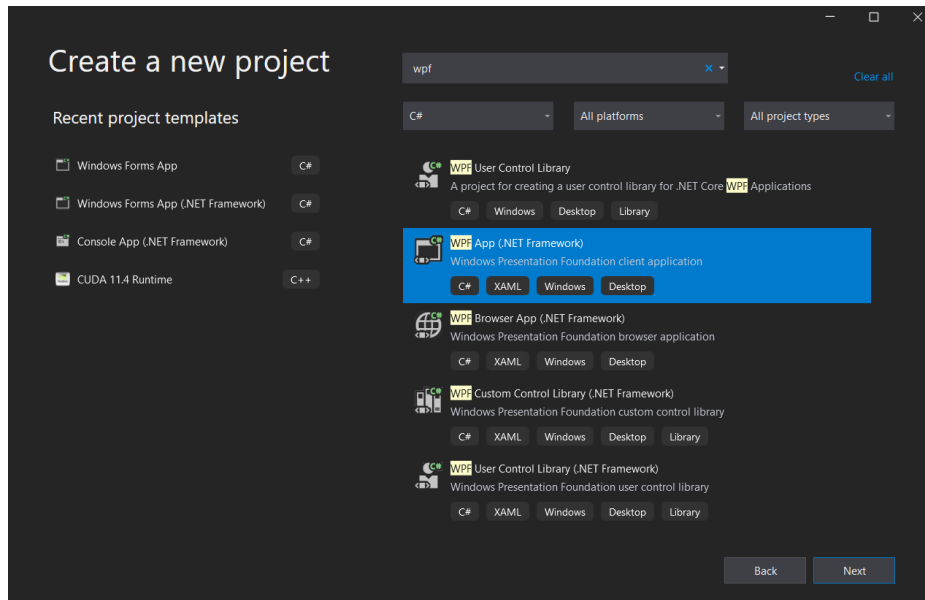 Create a new project
Recent project templates
Windows Forms App C#
Windows Forms App (.NET Framework) C#
Console App (.NET Framework) C#
CUDA 11.4 Runtime C++
wpf
Clear all
C# All platforms All project types
WPF User Control Library
A project for creating a user control library for .NET Core WPF Applications
C# Windows Desktop Library
WPF App (.NET Framework)
Windows Presentation Foundation client application
C# XAML Windows Desktop
WPF Browser App (.NET Framework)
Windows Presentation Foundation browser application
C# XAML Windows Desktop
WPF Custom Control Library (.NET Framework)
Windows Presentation Foundation custom control library
C# XAML Windows Desktop Library
WPF User Control Library (.NET Framework)
Windows Presentation Foundation user control library
C# XAML Windows Desktop Library
Back Next